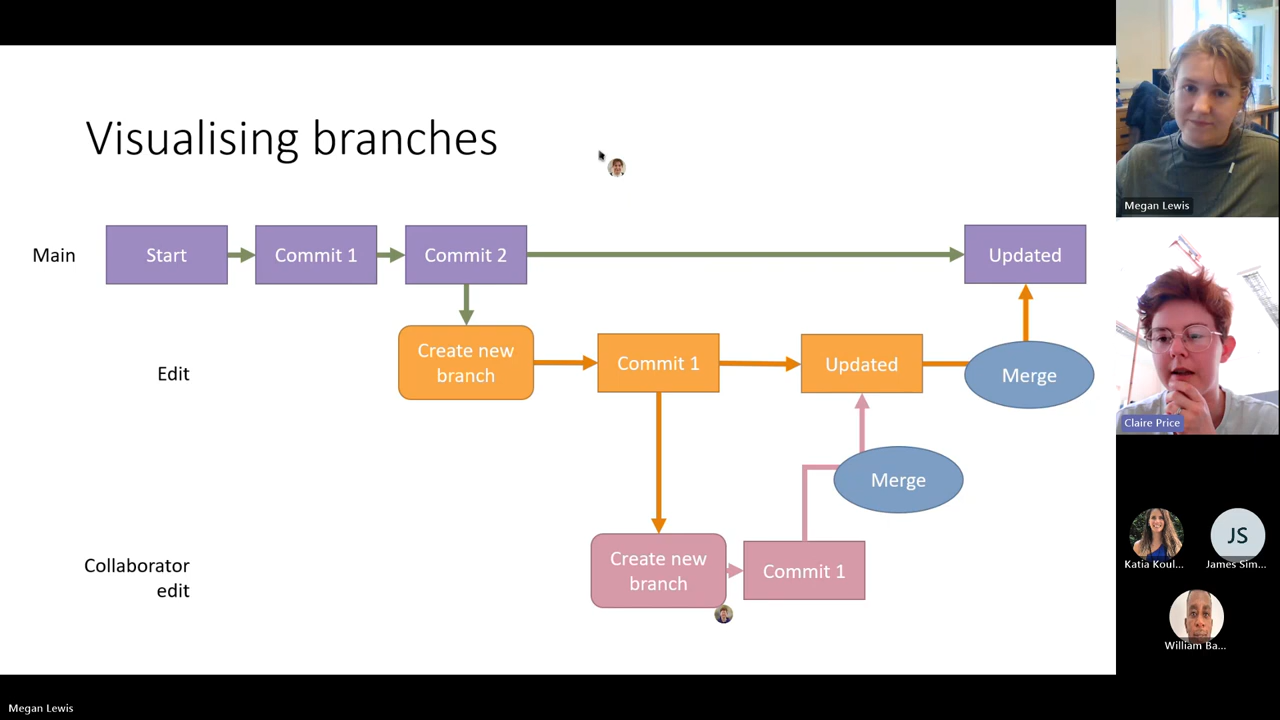 Visualising branches
Main
Start
Commit 1
Commit 2
Updated
Edit
Create new
branch
Commit 1
Updated
Merge
Merge
Collaborator
edit
Create new
branch
Commit 1
Megan Lewis
Claire Price
JS
Katia Koul...
James Sim...
William Ba...
Megan Lewis